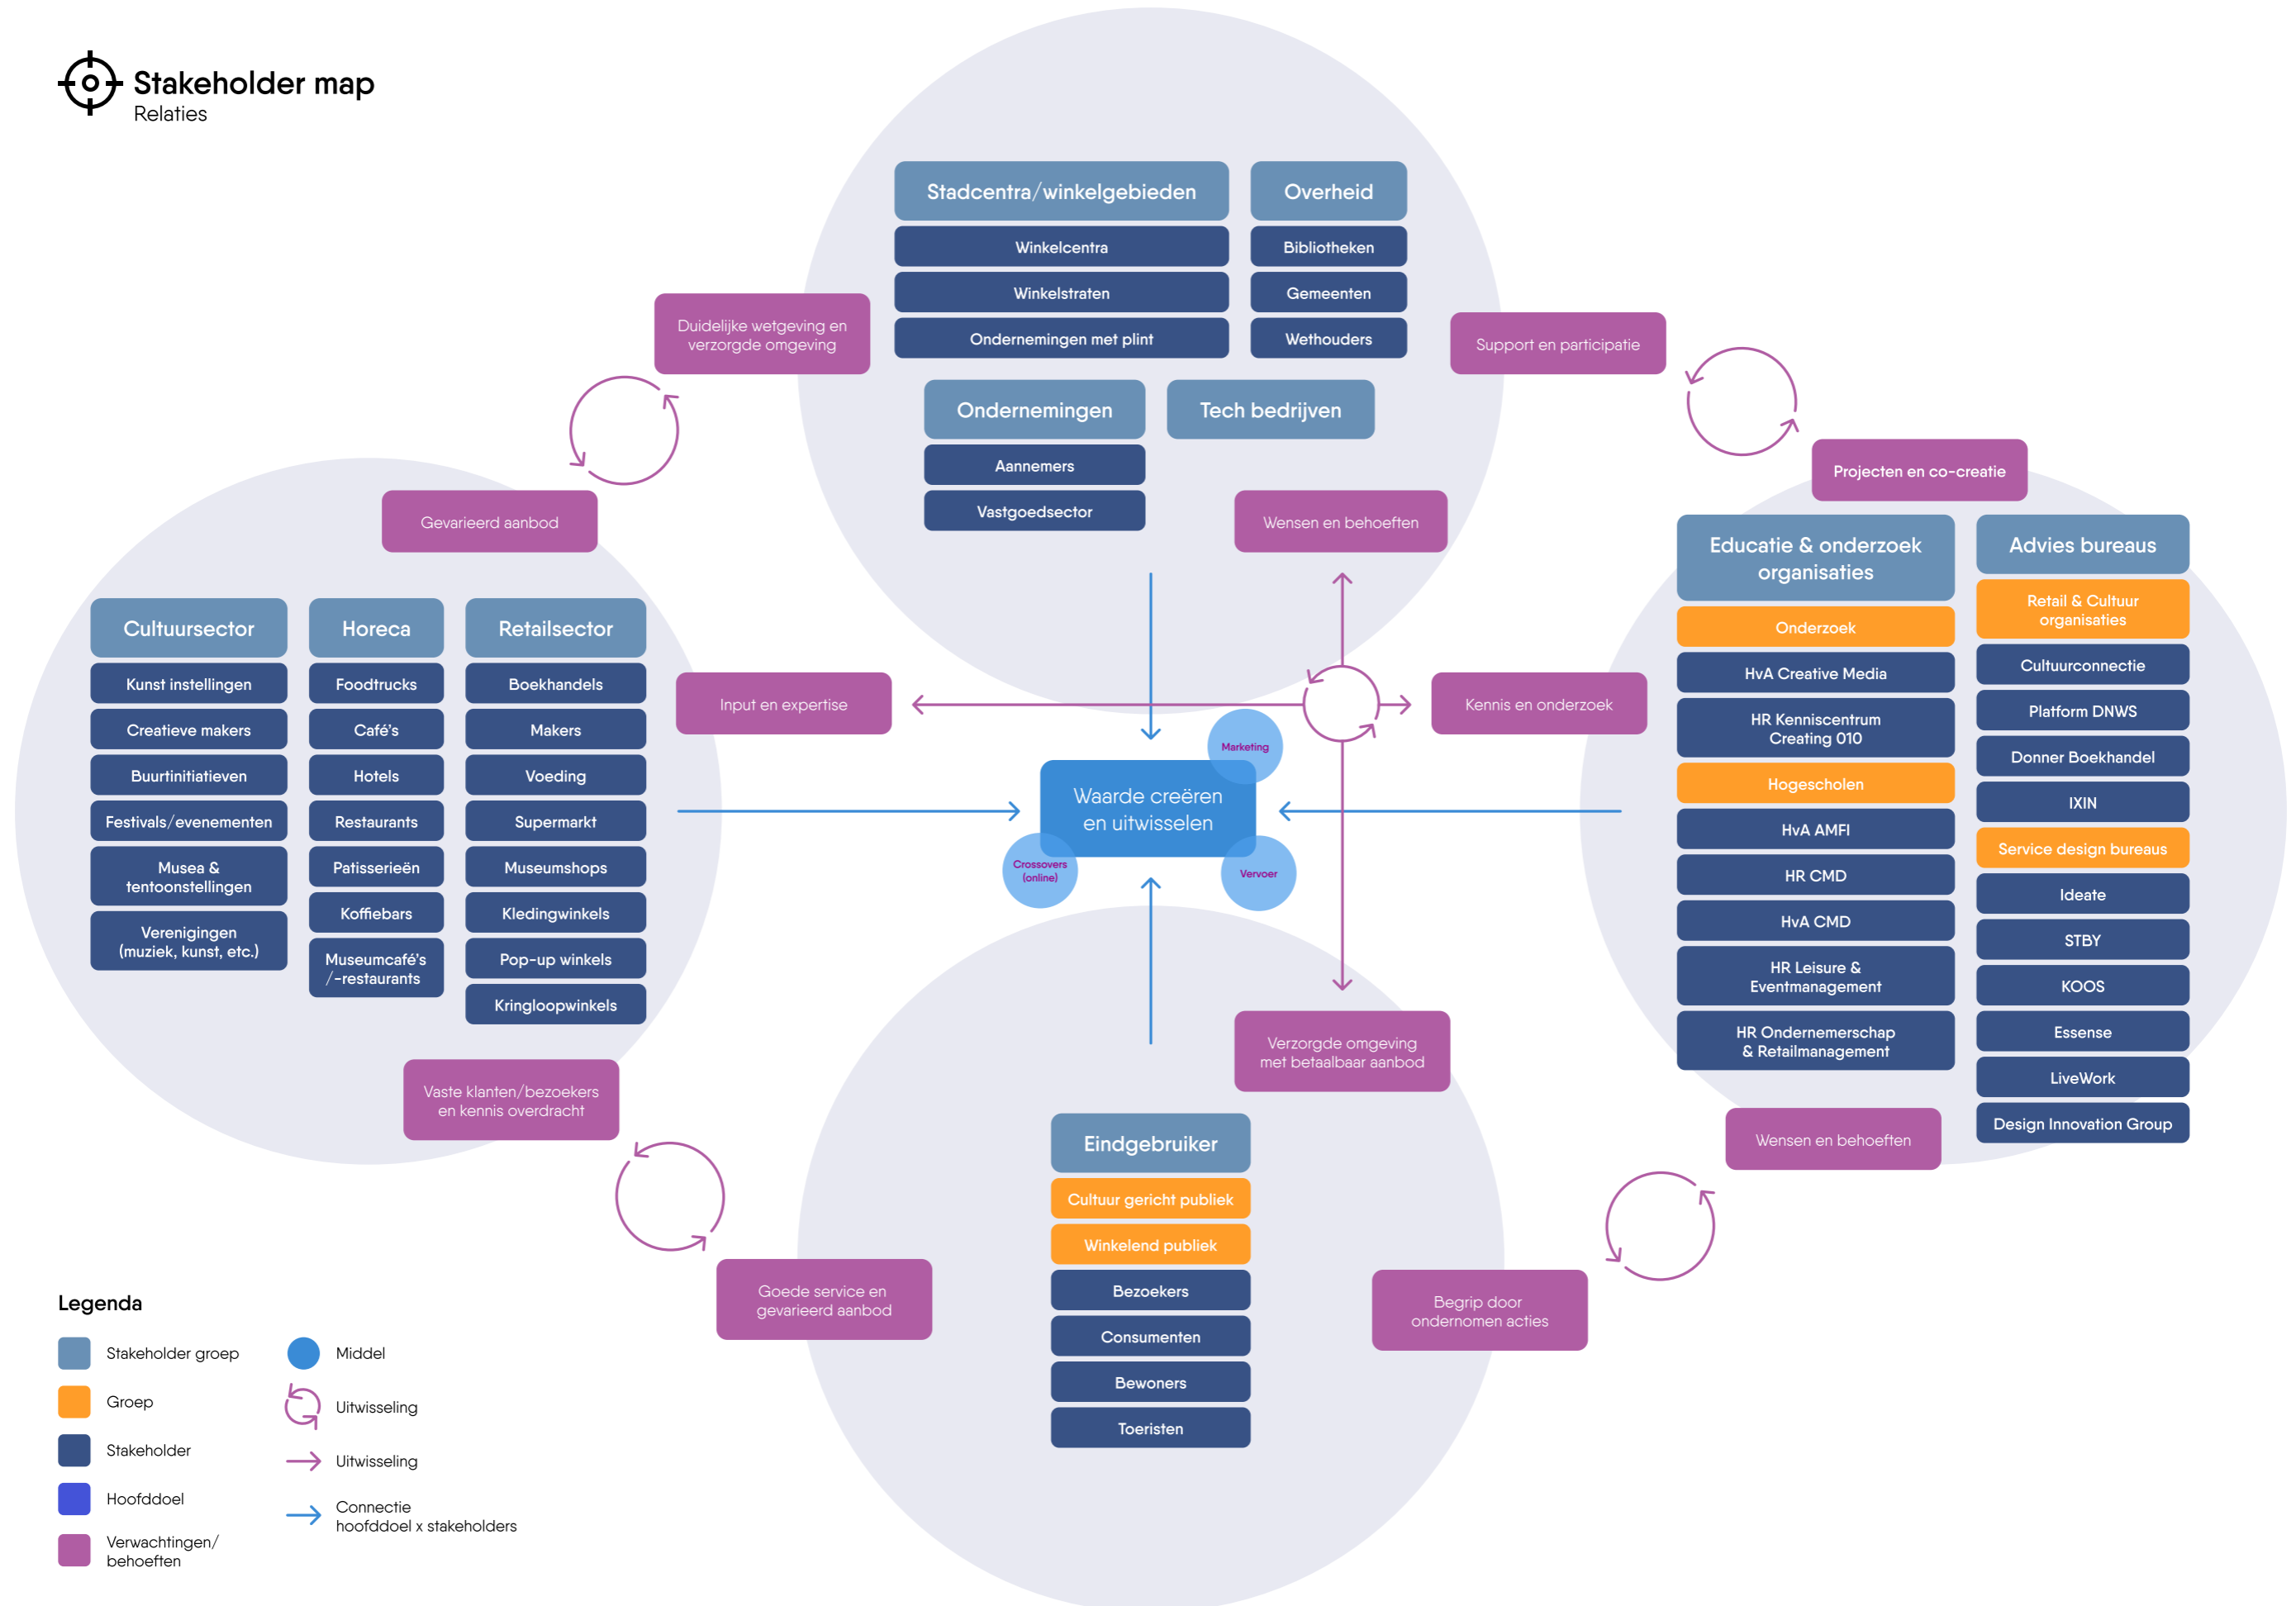 Stakeholder map
Relaties
Stadcentra/winkelgebieden
Winkelcentra
Winkelstraten
Ondernemingen met plint
Overheid
Bibliotheken
Gemeenten
Wethouders
Ondernemingen
Aannemers
Vastgoedsector
Tech bedrijven
Duidelijke wetgeving en
verzorgde omgeving
Support en participatie
Gevarieerd aanbod
Wensen en behoeften
Projecten en co-creatie
Cultuursector
Kunst instellingen
Creatieve makers
Buurtinitiatieven
Festivals/evenementen
Musea &
tentoonstellingen
Verenigingen
(muziek, kunst, etc.)
Horeca
Foodtrucks
Café's
Hotels
Restaurants
Patisserieën
Koffiebars
Museumcafé's
/-restaurants
Retailsector
Boekhandels
Makers
Voeding
Supermarkt
Museumshops
Kledingwinkels
Pop-up winkels
Kringloopwinkels
Input en expertise
Kennis en onderzoek
Marketing
Waarde creëren
en uitwisselen
Crossovers
(online)
Vervoer
Educatie & onderzoek
organisaties
Onderzoek
HvA Creative Media
HR Kenniscentrum
Creating 010
Hogescholen
HvA AMFI
HR CMD
HvA CMD
HR Leisure &
Eventmanagement
HR Ondernemerschap
& Retailmanagement
Advies bureaus
Retail & Cultuur
organisaties
Cultuurconnectie
Platform DNWS
Donner Boekhandel
IXIN
Service design bureaus
Ideate
STBY
KOOS
Essense
LiveWork
Design Innovation Group
Vaste klanten/bezoekers
en kennis overdracht
Verzorgde omgeving
met betaalbaar aanbod
Wensen en behoeften
Goede service en
gevarieerd aanbod
Begrip door
ondernomen acties
Eindgebruiker
Cultuur gericht publiek
Winkelend publiek
Bezoekers
Consumenten
Bewoners
Toeristen
Legenda
Stakeholder groep
Groep
Stakeholder
Hoofddoel
Verwachtingen/
behoeften
Middel
Uitwisseling
Uitwisseling
Connectie
hoofddoel x stakeholders